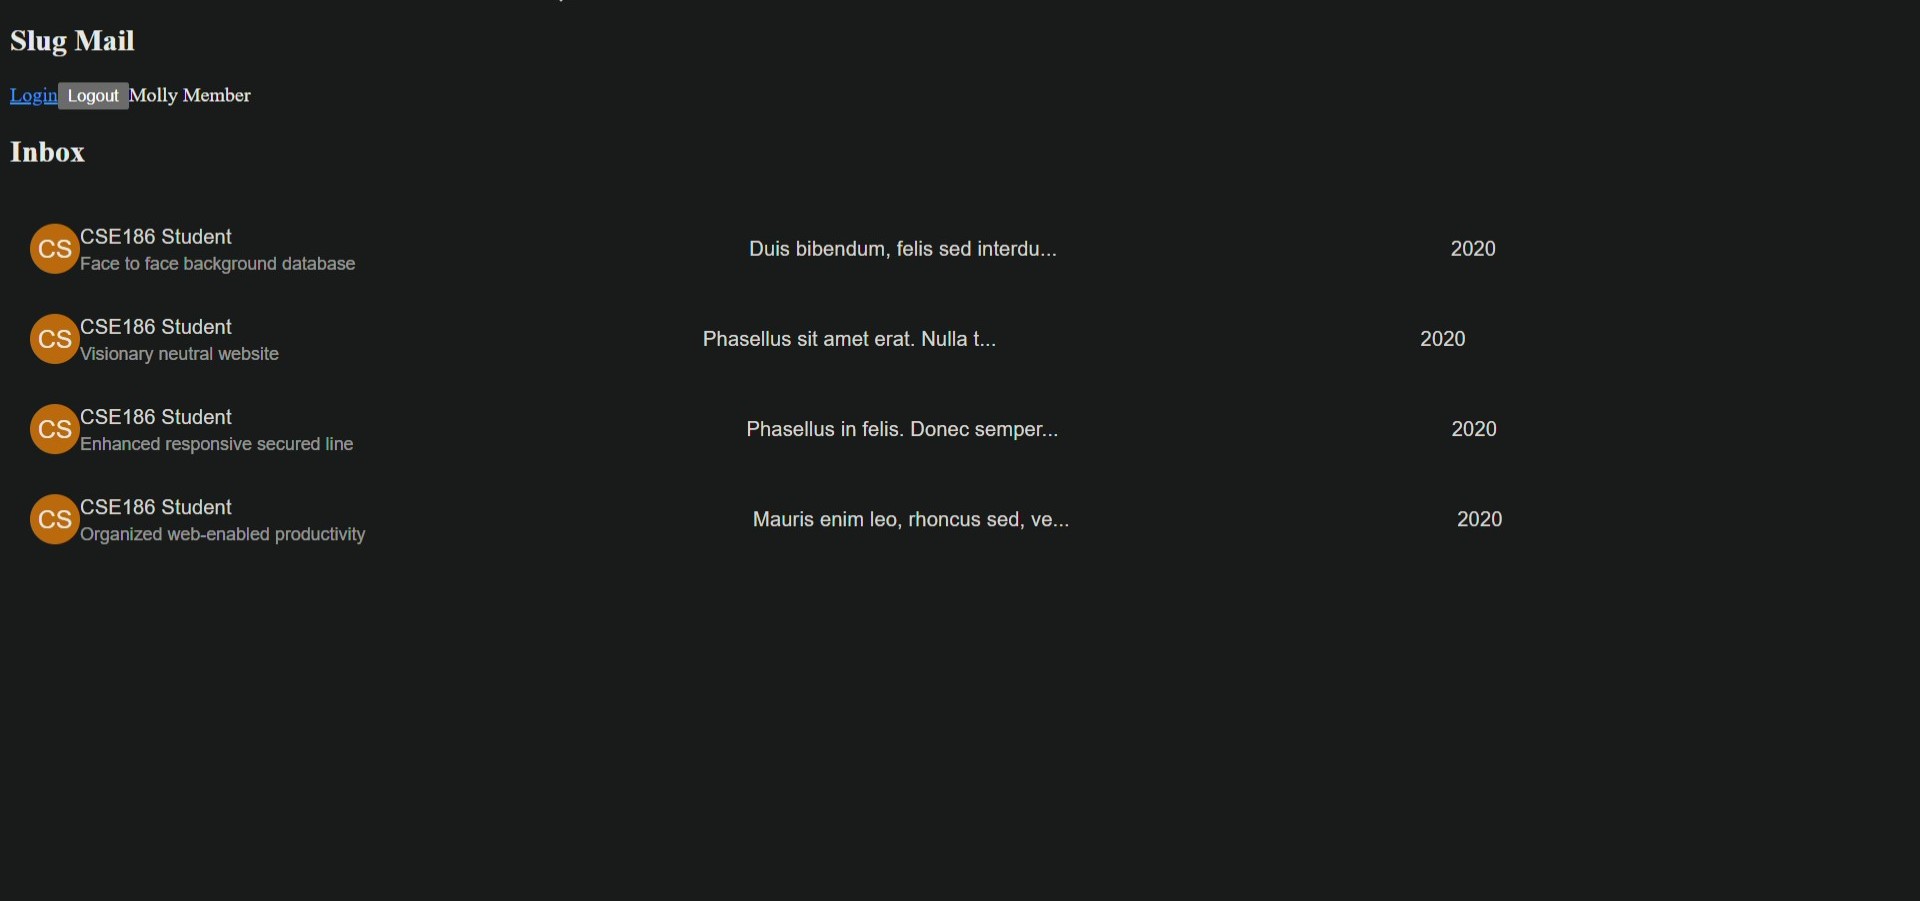 Slug Mail
Login Logout Molly Member
Inbox
CS CSE186 Student
Face to face background database
Duis bibendum, felis sed interdu...
2020
CS CSE186 Student
Visionary neutral website
Phasellus sit amet erat. Nulla t...
2020
CS CSE186 Student
Enhanced responsive secured line
Phasellus in felis. Donec semper...
2020
CS CSE186 Student
Organized web-enabled productivity
Mauris enim leo, rhoncus sed, ve...
2020